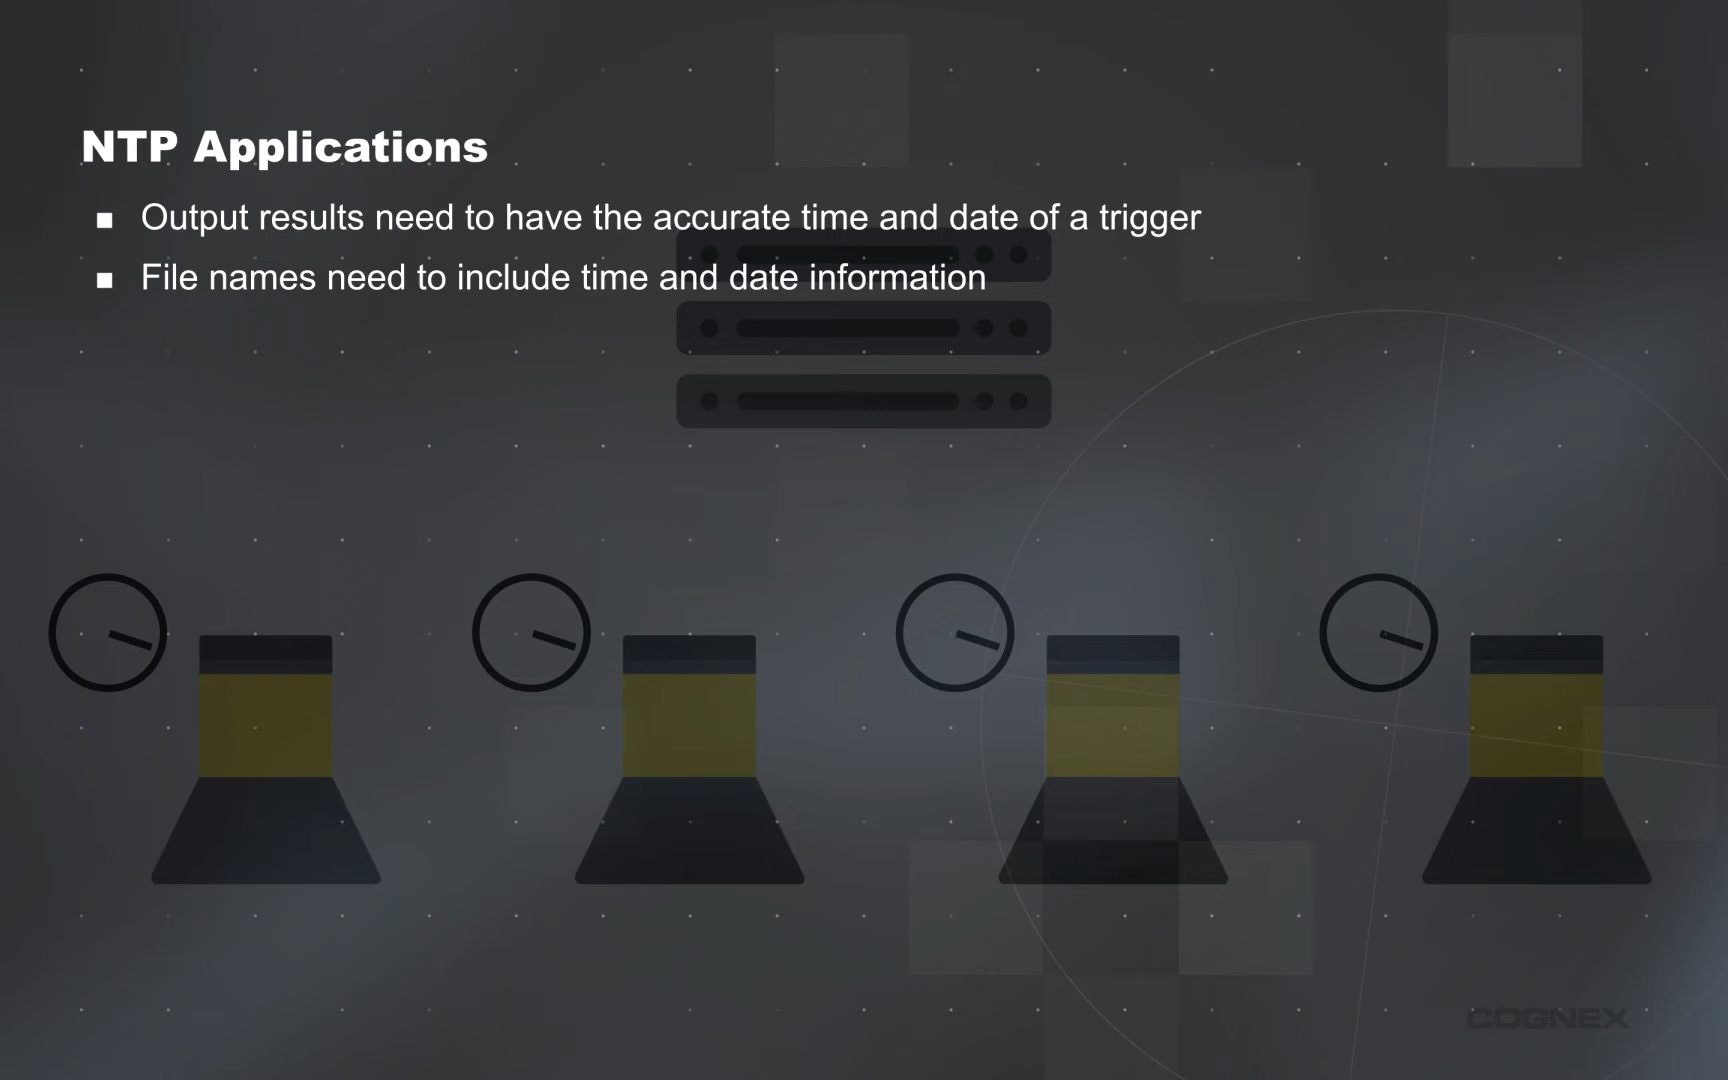 NTP Applications
■ Output results need to have the accurate time and date of a trigger
■ File names need to include time and date information
COGNEX